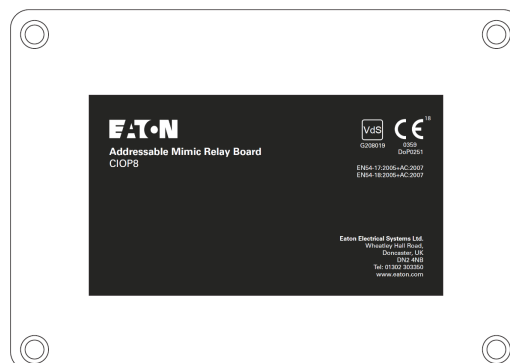 EATON
Addressable Mimic Relay Board
CIOP8
VdS
G208019
CE
18
0359
DoP0251
EN54-17:2005+AC:2007
EN54-18:2005+AC:2007
Eaton Electrical Systems Ltd.
Wheatley Hall Road,
Doncaster, UK
DN2 4NB
Tel: 01302 303350
www.eaton.com